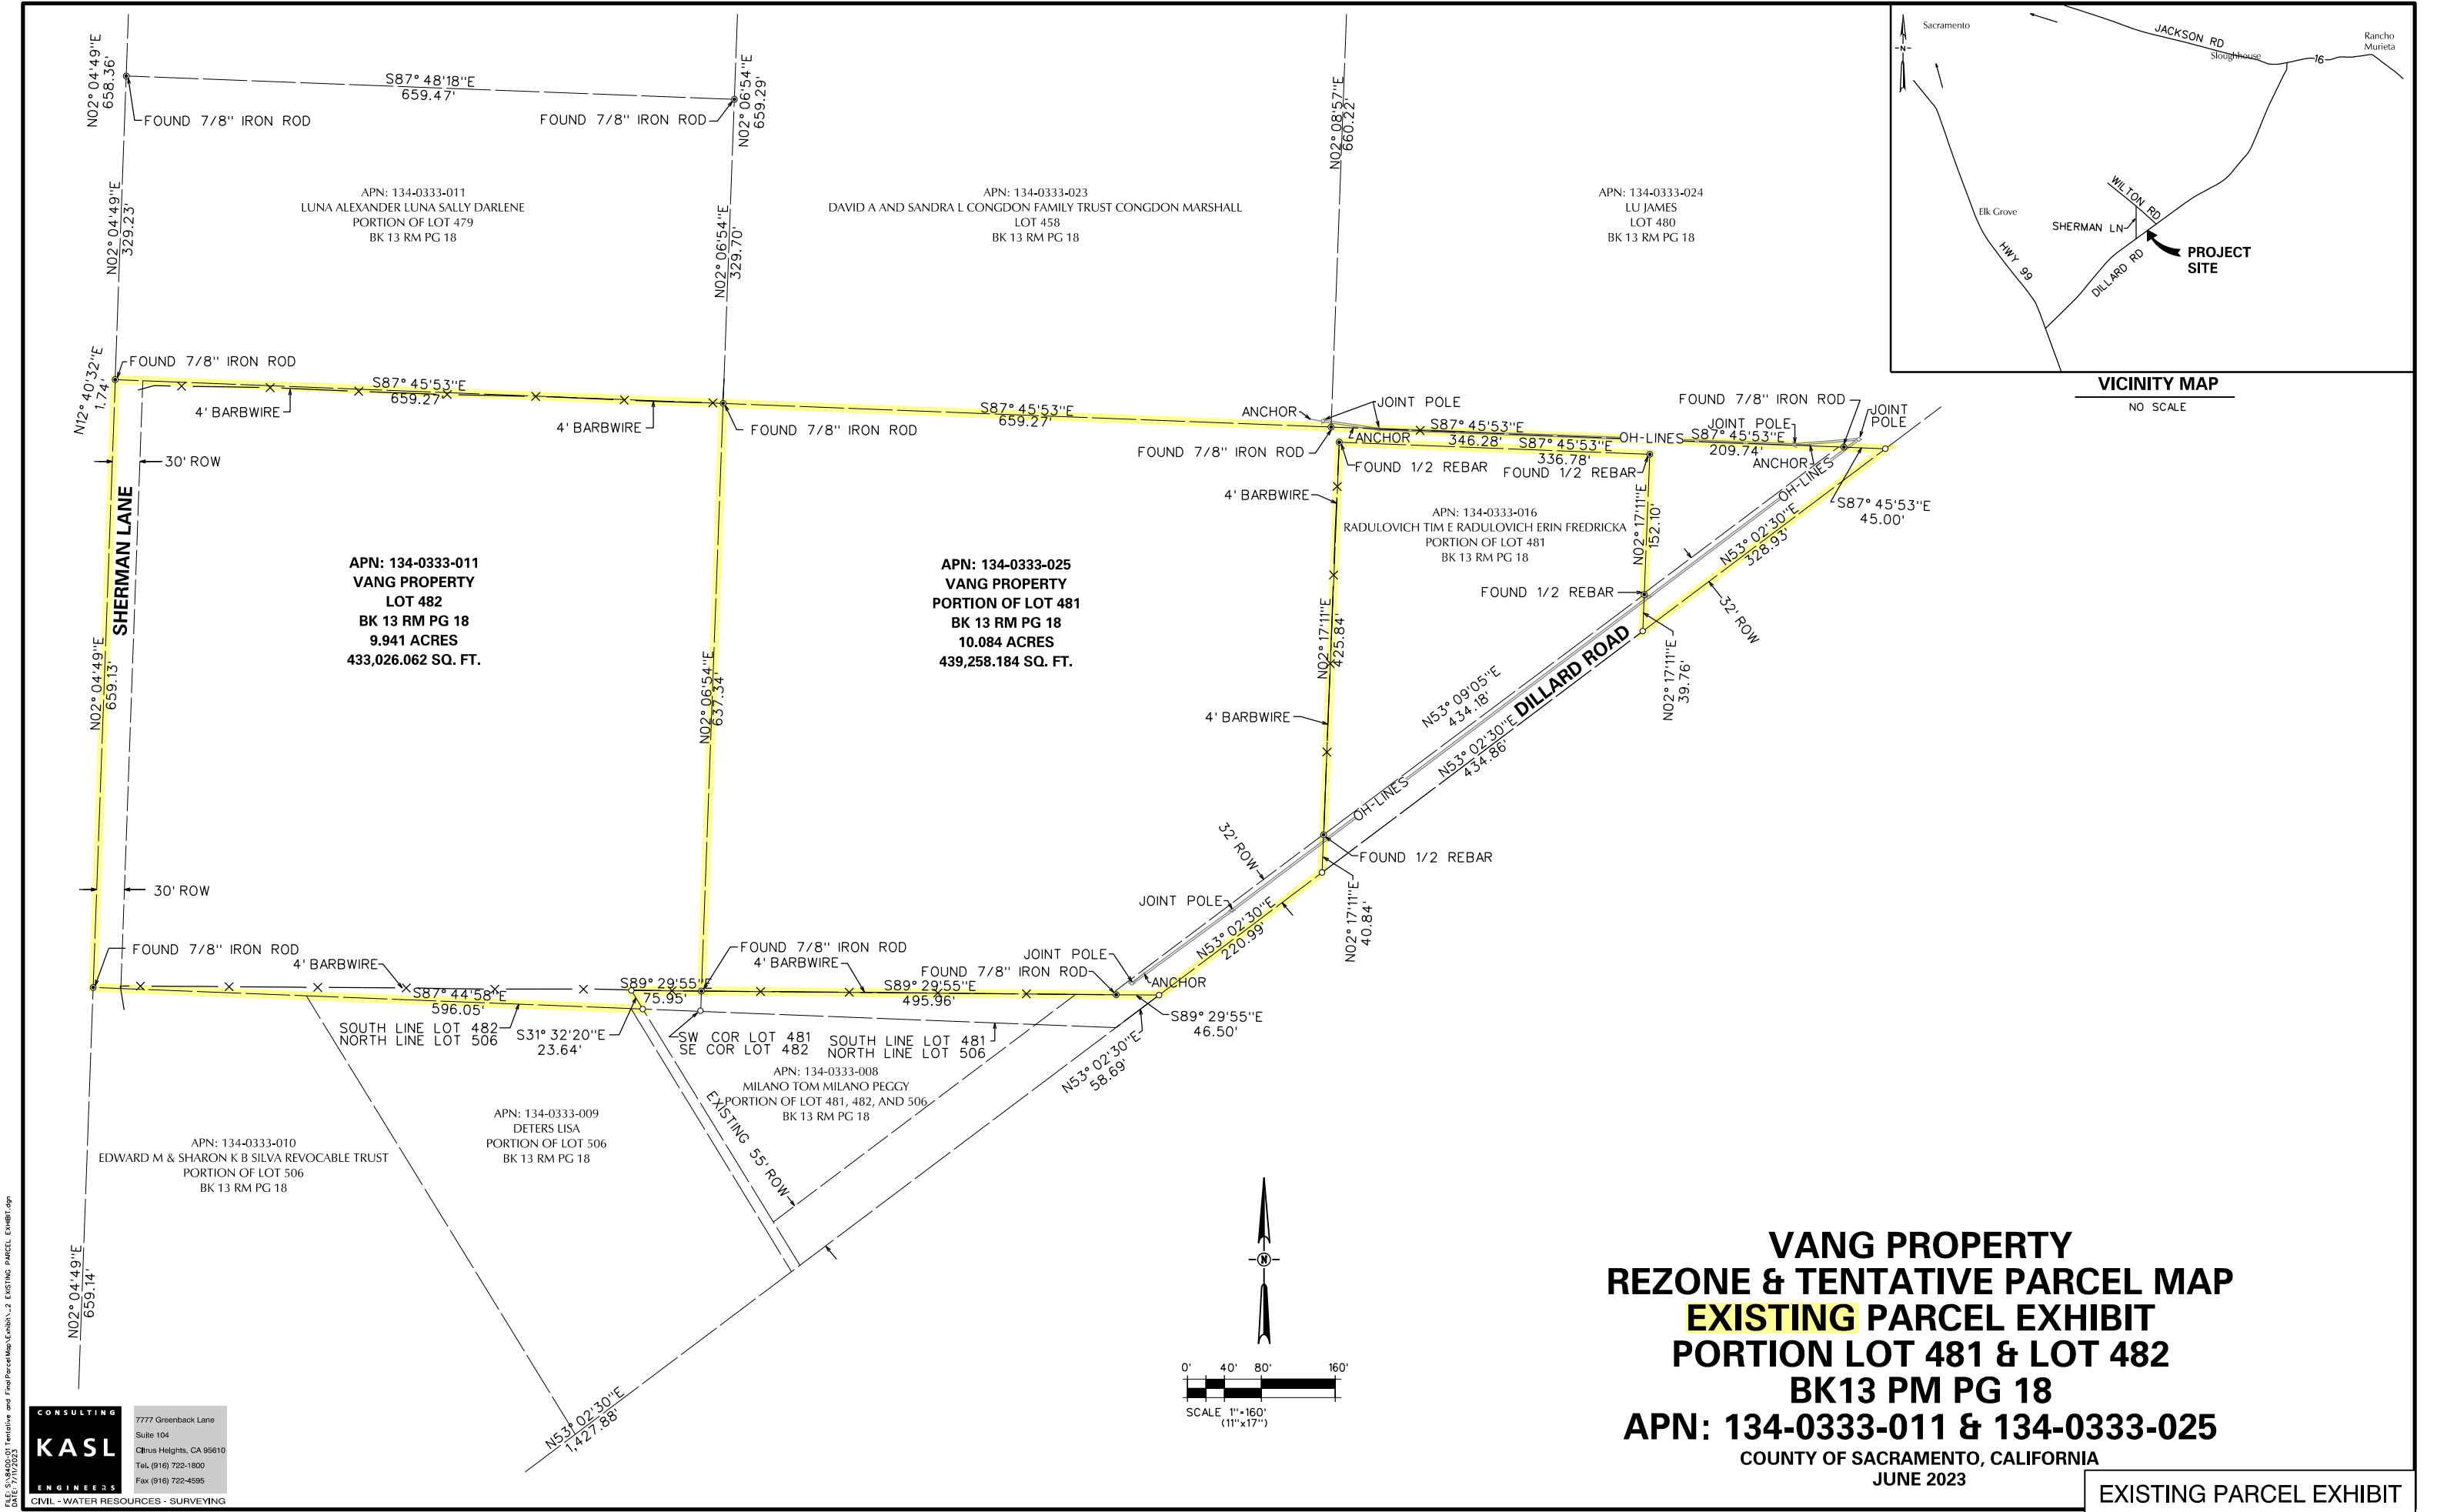 N02° 04'49"E
658.36'
S87° 48'18"E
659.47'
N02° 06'54"E
659.29'
FOUND 7/8" IRON ROD
FOUND 7/8" IRON ROD
N02° 08'57"E
660.22'
N02° 04'49"E
329.23'
APN: 134-0333-011
LUNA ALEXANDER LUNA SALLY DARLENE
PORTION OF LOT 479
BK 13 RM PG 18
N02° 06'54"E
329.70'
APN: 134-0333-023
DAVID A AND SANDRA L CONGDON FAMILY TRUST CONGDON MARSHALL
LOT 458
BK 13 RM PG 18
APN: 134-0333-024
LU JAMES
LOT 480
BK 13 RM PG 18
N
Sacramento
JACKSON RD
Sloughhouse
16
Rancho
Murieta
Elk Grove
WILTON RD
SHERMAN LN
HWY 99
DILLARD RD
PROJECT
SITE
VICINITY MAP
NO SCALE
N12° 40'32"E
1.74'
FOUND 7/8" IRON ROD
S87° 45'53"E
659.27'
4' BARBWIRE
4' BARBWIRE
FOUND 7/8" IRON ROD
30' ROW
S87° 45'53"E
659.27'
ANCHOR
JOINT POLE
FOUND 7/8" IRON ROD
ANCHOR
S87° 45'53"E
346.28'
S87° 45'53"E
336.78'
OH-LINES
FOUND 7/8" IRON ROD
JOINT
POLE
JOINT POLE
S87° 45'53"E
209.74'
ANCHOR
FOUND 1/2 REBAR
FOUND 1/2 REBAR
OH-LINES
S87° 45'53"E
45.00'
4' BARBWIRE
APN: 134-0333-016
RADULOVICH TIM E RADULOVICH ERIN FREDRICKA
PORTION OF LOT 481
BK 13 RM PG 18
N02° 17'11"E
152.10'
N53° 02'30"E
328.93'
FOUND 1/2 REBAR
32' ROW
N02° 17'11"E
39.76'
SHERMAN LANE
APN: 134-0333-011
VANG PROPERTY
LOT 482
BK 13 RM PG 18
9.941 ACRES
433,026.062 SQ. FT.
APN: 134-0333-025
VANG PROPERTY
PORTION OF LOT 481
BK 13 RM PG 18
10.084 ACRES
439,258.184 SQ. FT.
N02° 04'49"E
659.13'
N02° 06'54"E
637.34'
N02° 17'11"E
425.84'
4' BARBWIRE
N53° 09'05"E
434.18'
DILLARD ROAD
N53° 02'30"E
434.86'
OH-LINES
32' ROW
FOUND 1/2 REBAR
30' ROW
JOINT POLE
N53° 02'30"E
220.99'
N02° 17'11"E
40.84'
FOUND 7/8" IRON ROD
4' BARBWIRE
S87° 44'58"E
596.05'
S89° 29'55"E
75.95'
FOUND 7/8" IRON ROD
4' BARBWIRE
FOUND 7/8" IRON ROD
S89° 29'55"E
495.96'
JOINT POLE
ANCHOR
S89° 29'55"E
46.50'
SOUTH LINE LOT 482
NORTH LINE LOT 506
S31° 32'20"E
23.64'
SW COR LOT 481
SE COR LOT 482
SOUTH LINE LOT 481
NORTH LINE LOT 506
N53° 02'30"E
58.69'
APN: 134-0333-008
MILANO TOM MILANO PEGGY
PORTION OF LOT 481, 482, AND 506
BK 13 RM PG 18
EXISTING 55' ROW
APN: 134-0333-009
DETERS LISA
PORTION OF LOT 506
BK 13 RM PG 18
APN: 134-0333-010
EDWARD M & SHARON K B SILVA REVOCABLE TRUST
PORTION OF LOT 506
BK 13 RM PG 18
N02° 04'49"E
659.14'
N53° 02'30"E
1,427.88'
N
0' 40' 80' 160'
SCALE 1"=160'
(11"x17")
VANG PROPERTY
REZONE & TENTATIVE PARCEL MAP
EXISTING PARCEL EXHIBIT
PORTION LOT 481 & LOT 482
BK13 PM PG 18
APN: 134-0333-011 & 134-0333-025
COUNTY OF SACRAMENTO, CALIFORNIA
JUNE 2023
EXISTING PARCEL EXHIBIT
CONSULTING
KASL
ENGINEERS
7777 Greenback Lane
Suite 104
Citrus Heights, CA 95610
Tel. (916) 722-1800
Fax (916) 722-4595
CIVIL - WATER RESOURCES - SURVEYING
DATE: 7/11/2023